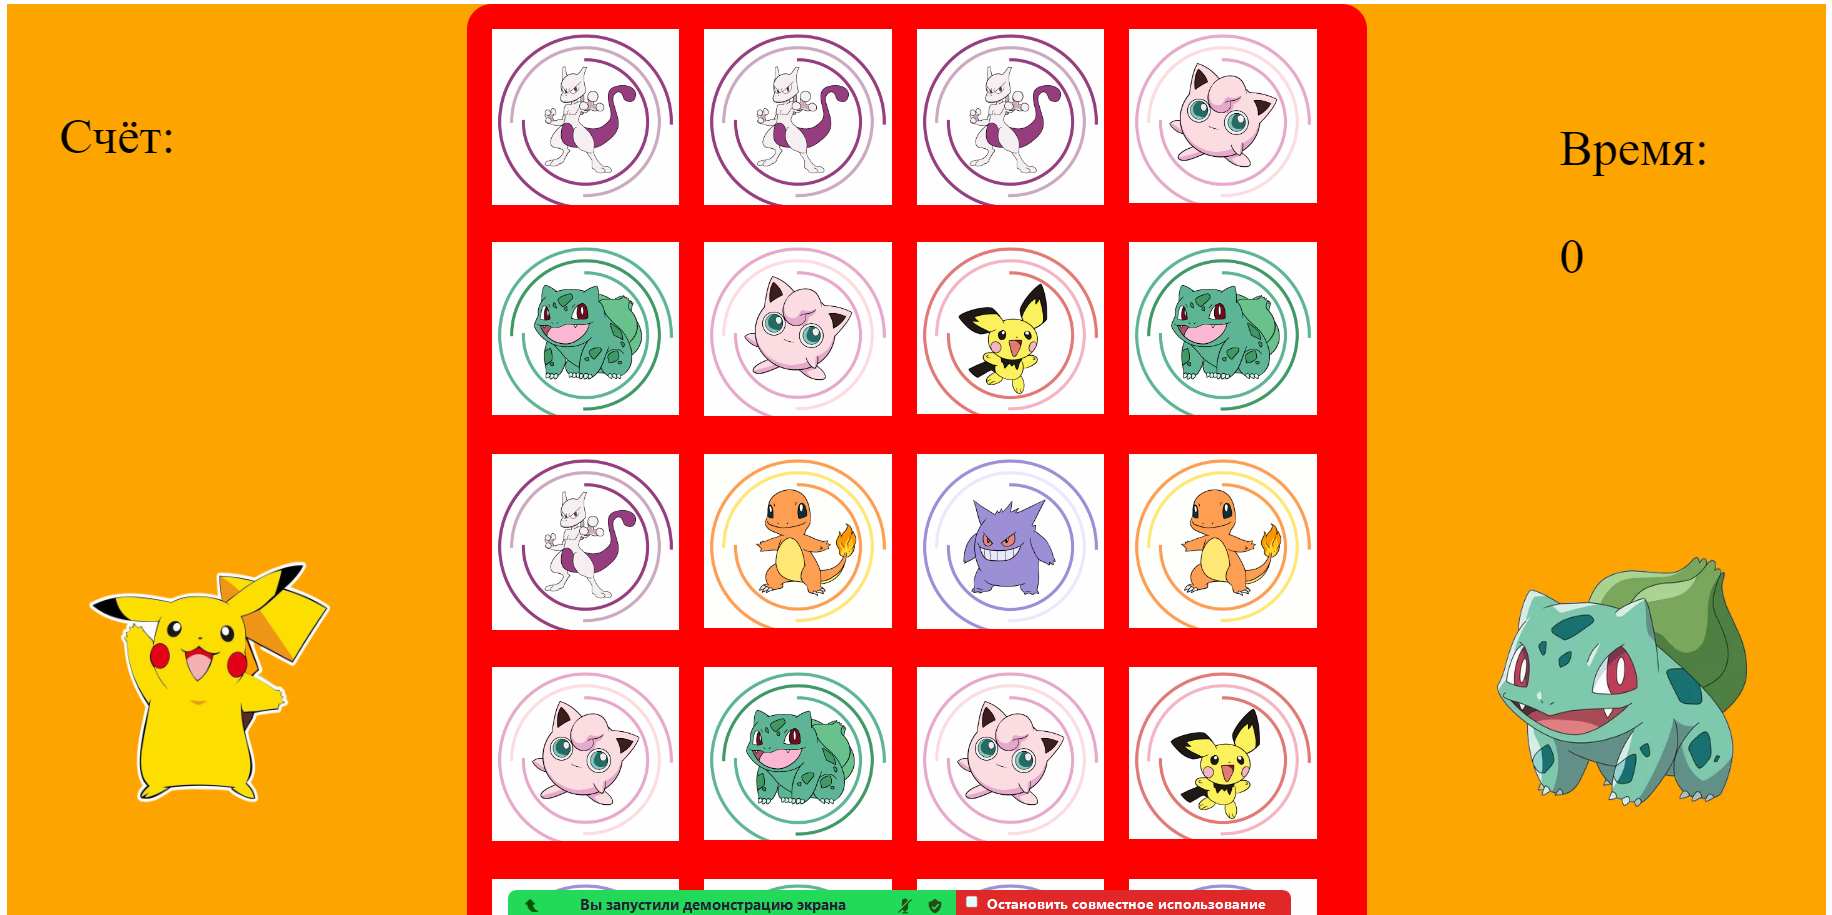 Счёт:
Время:
0
Вы запустили демонстрацию экрана
Остановить совместное использование